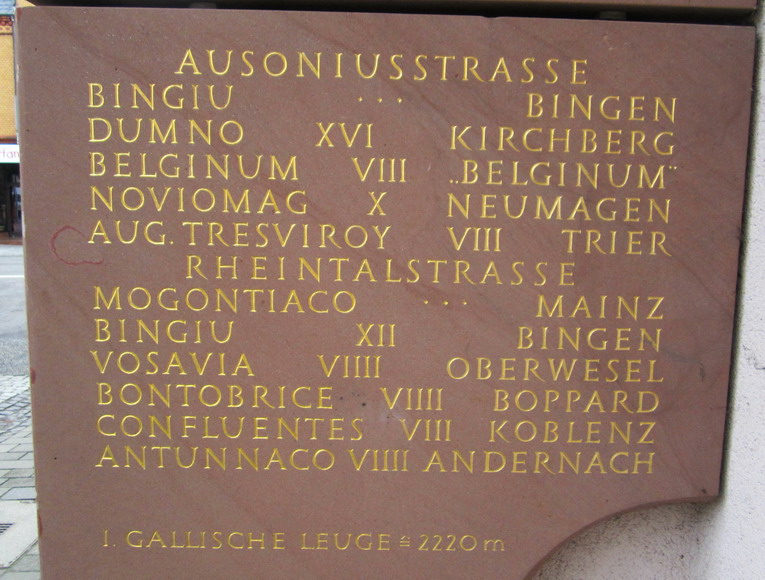 AUSONIUSSTRASSE
BINGIU ... BINGEN
DUMNO XVI KIRCHBERG
BELGINUM VIII „BELGINUM"
NOVIOMAG X NEUMAGEN
AUG. TRESVIROY VIII TRIER
RHEINTALSTRASSE
MOGONTIACO ... MAINZ
BINGIU XII BINGEN
VOSAVIA VIIII OBERWESEL
BONTOBRICE VIIII BOPPARD
CONFLUENTES VIII KOBLENZ
ANTUNNACO VIIII ANDERNACH
1. GALLISCHE LEUGE ≙ 2220 m